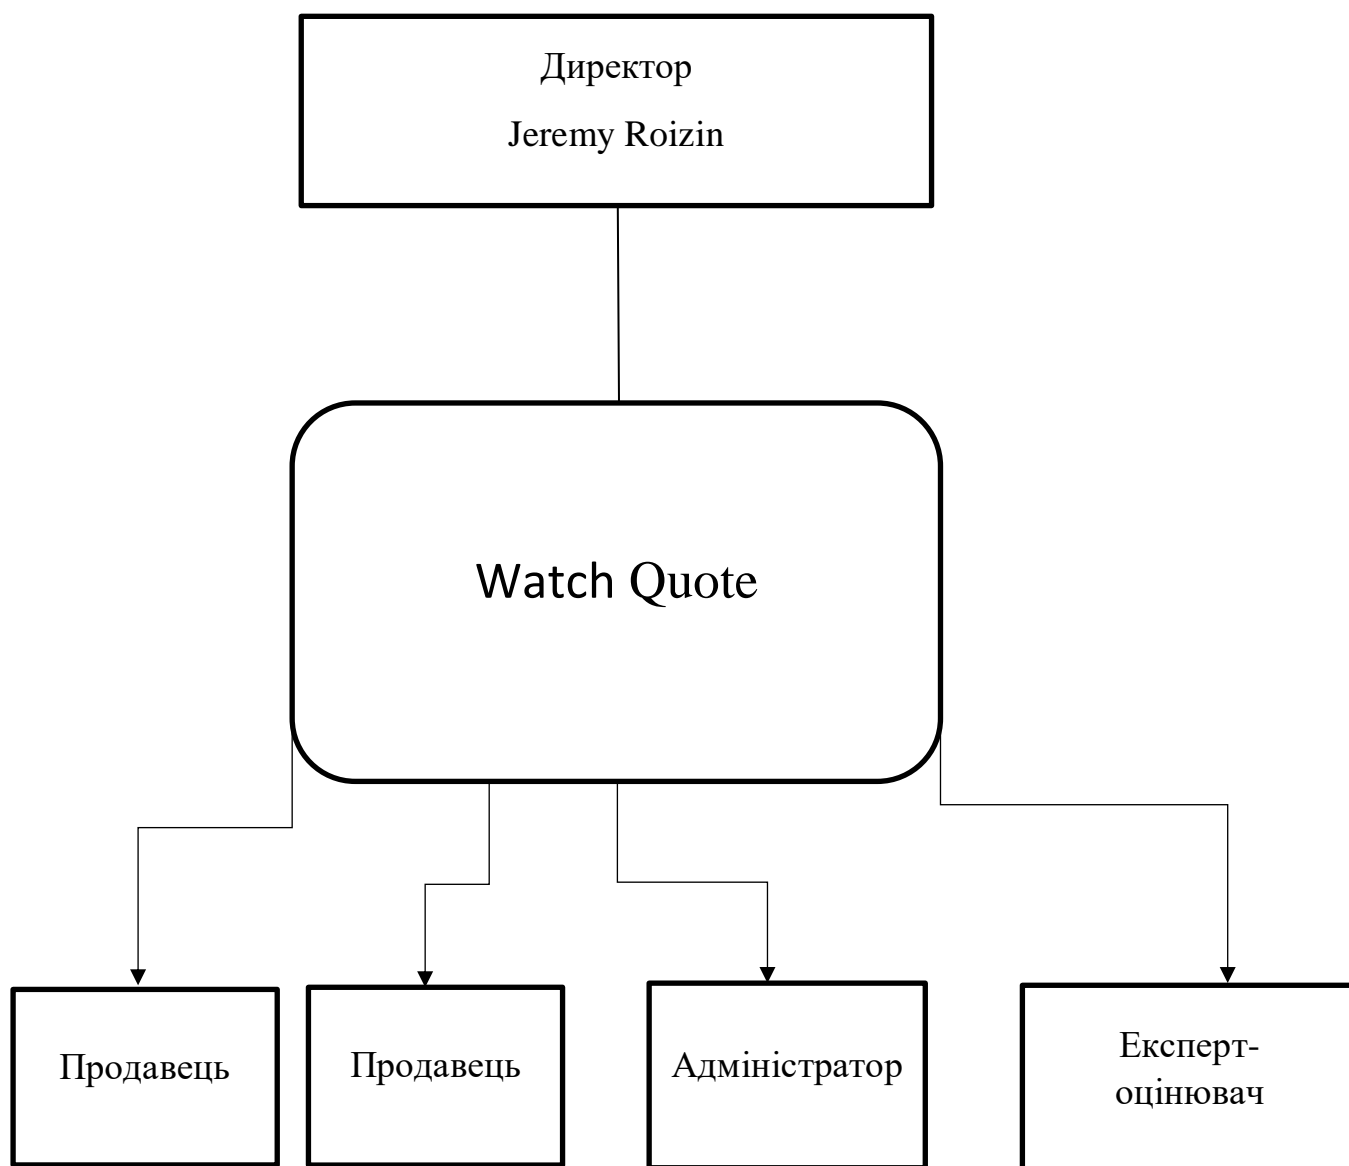 Директор
Jeremy Roizin
Watch Quote
Продавець
Продавець
Адміністратор
Експерт-
оцінювач